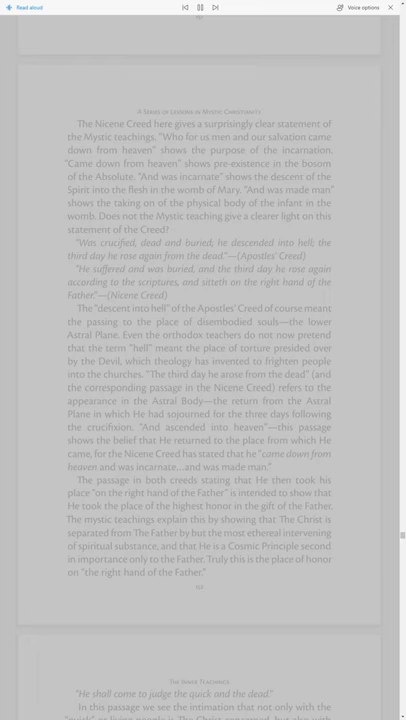 Read aloud
Voice options
A Series of Lessons in Mystic Christianity
The Nicene Creed here gives a surprisingly clear statement of
the Mystic teachings. "Who for us men and our salvation came
down from heaven" shows the purpose of the incarnation.
"Came down from heaven" shows pre-existence in the bosom
of the Absolute. "And was incarnate" shows the descent of the
Spirit into the flesh in the womb of Mary. "And was made man"
shows the taking on of the physical body of the infant in the
womb. Does not the Mystic teaching give a clearer light on this
statement of the Creed?
"Was crucified, dead and buried; he descended into hell; the
third day he rose again from the dead."—(Apostles' Creed)
"He suffered and was buried, and the third day he rose again
according to the scriptures, and sitteth on the right hand of the
Father."—(Nicene Creed)
The "descent into hell" of the Apostles' Creed of course meant
the passing to the place of disembodied souls—the lower
Astral Plane. Even the orthodox teachers do not now pretend
that the term "hell" meant the place of torture presided over
by the Devil, which theology has invented to frighten people
into the churches. "The third day he arose from the dead" (and
the corresponding passage in the Nicene Creed) refers to the
appearance in the Astral Body—the return from the Astral
Plane in which He had sojourned for the three days following
the crucifixion. "And ascended into heaven"—this passage
shows the belief that He returned to the place from which He
came, for the Nicene Creed has stated that he "came down from
heaven and was incarnate...and was made man."
The passage in both creeds stating that He then took his
place "on the right hand of the Father" is intended to show that
He took the place of the highest honor in the gift of the Father.
The mystic teachings explain this by showing that The Christ is
separated from The Father by but the most ethereal intervening
of spiritual substance, and that He is a Cosmic Principle second
in importance only to the Father. Truly this is the place of honor
on "the right hand of the Father."
The Inner Teachings
"He shall come to judge the quick and the dead."
In this passage we see the intimation that not only with the